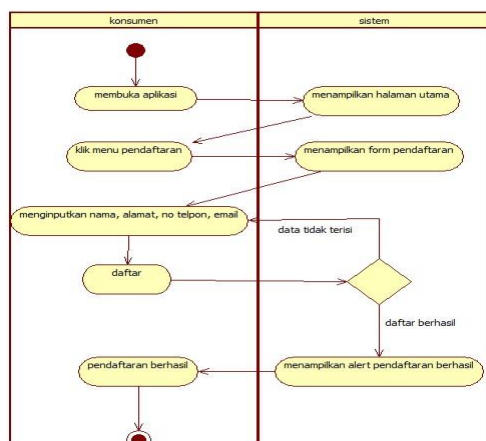 konsumen
sistem
membuka aplikasi
menampilkan halaman utama
klik menu pendaftaran
menampilkan form pendaftaran
menginputkan nama, alamat, no telpon, email
data tidak terisi
daftar
daftar berhasil
pendaftaran berhasil
menampilkan alert pendaftaran berhasil